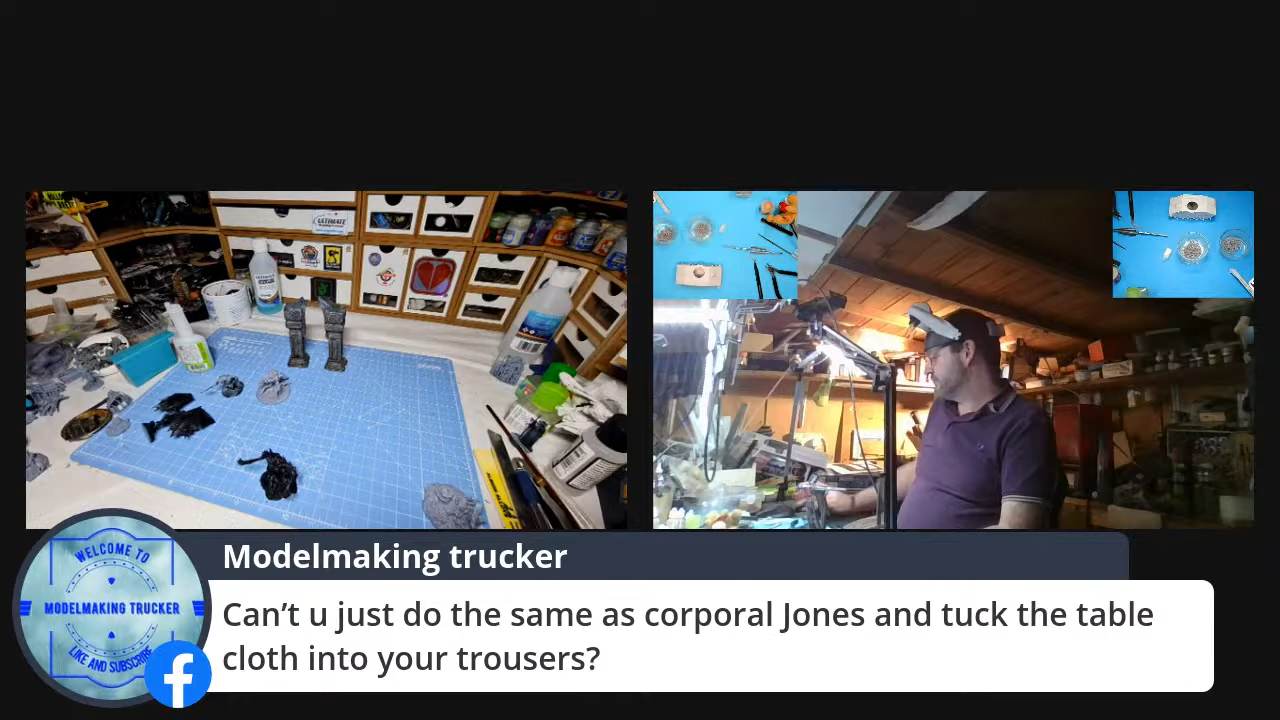 ULTIMATE
WELCOME TO
MODELMAKING TRUCKER
LIKE AND SUBSCRIBE
Modelmaking trucker
Can’t u just do the same as corporal Jones and tuck the table
cloth into your trousers?